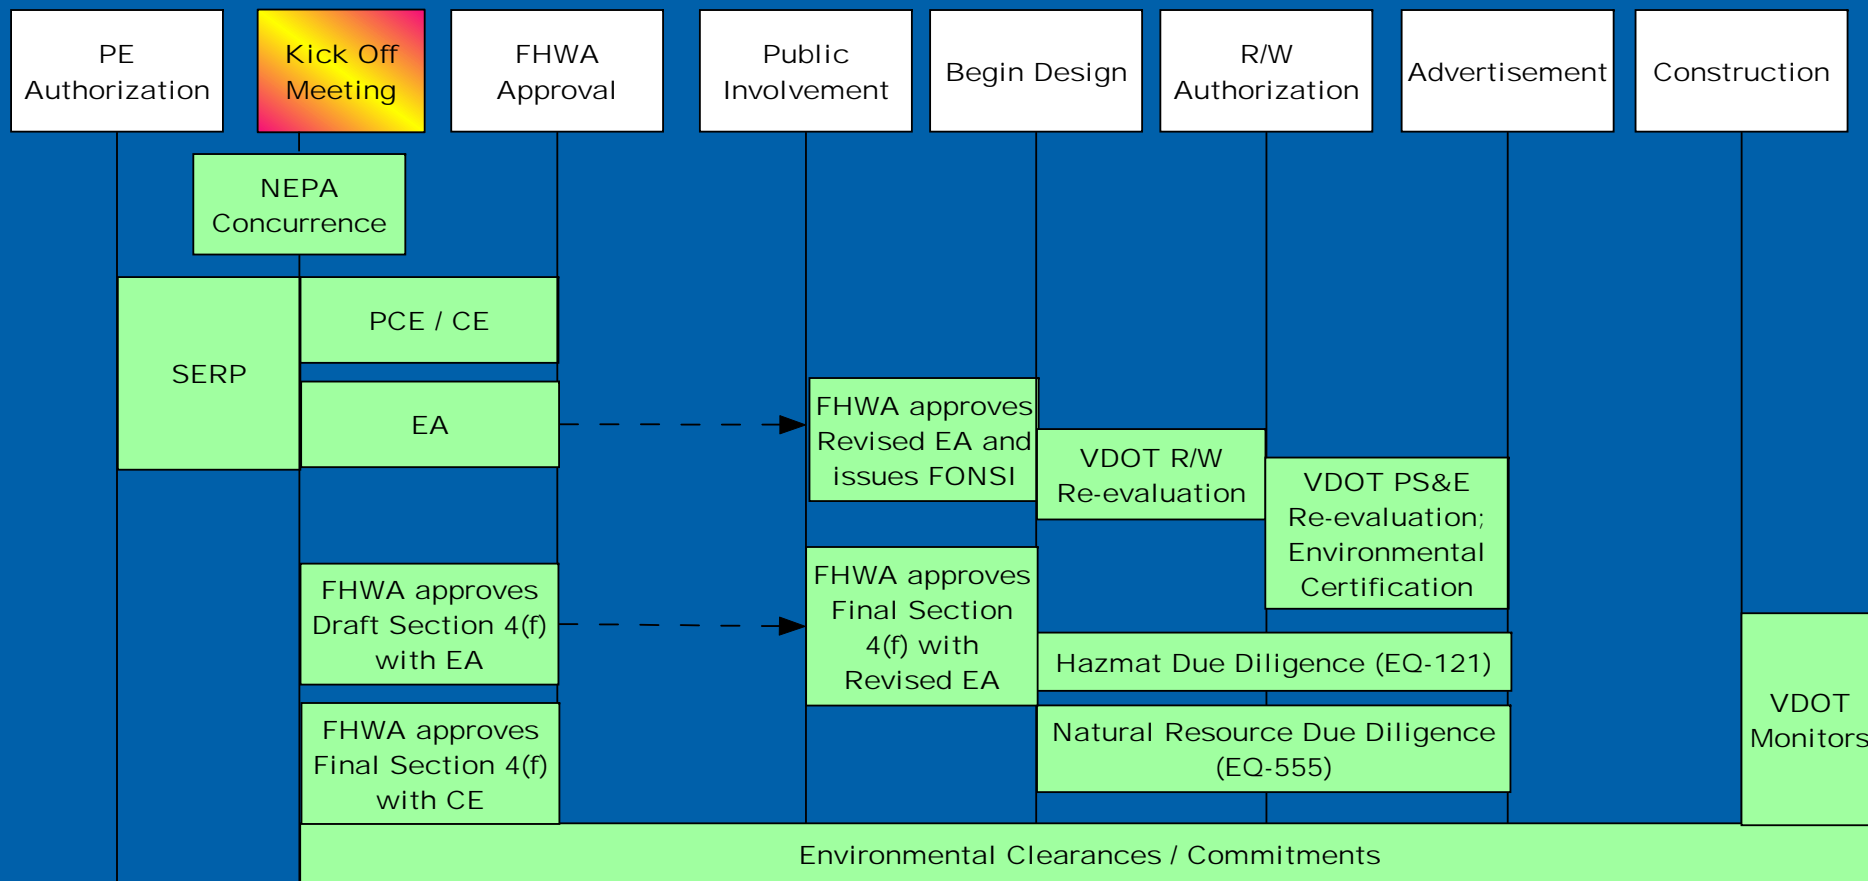 PE
Authorization
Kick Off
Meeting
FHWA
Approval
Public
Involvement
Begin Design
R/W
Authorization
Advertisement
Construction
NEPA
Concurrence
SERP
PCE / CE
EA
FHWA approves
Revised EA and
issues FONSI
VDOT R/W
Re-evaluation
VDOT PS&E
Re-evaluation;
Environmental
Certification
FHWA approves
Draft Section 4(f)
with EA
FHWA approves
Final Section
4(f) with
Revised EA
Hazmat Due Diligence (EQ-121)
FHWA approves
Final Section 4(f)
with CE
Natural Resource Due Diligence
(EQ-555)
VDOT
Monitors
Environmental Clearances / Commitments